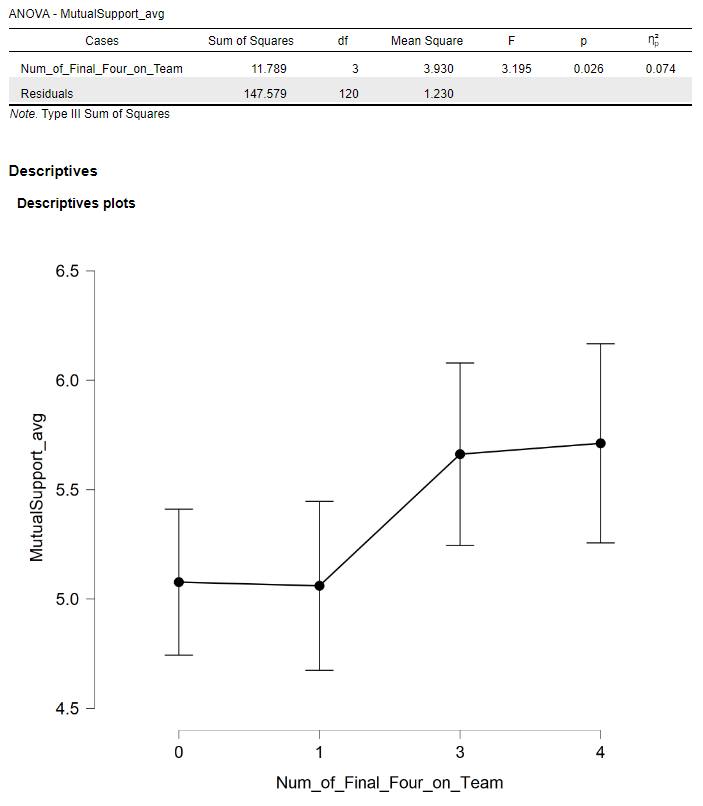 ANOVA - MutualSupport_avg
Cases Sum of Squares df Mean Square F p η²p
Num_of_Final_Four_on_Team 11.789 3 3.930 3.195 0.026 0.074
Residuals 147.579 120 1.230
Note. Type III Sum of Squares
Descriptives
Descriptives plots
6.5
6.0
5.5
5.0
4.5
MutualSupport_avg
0 1 3 4
Num_of_Final_Four_on_Team